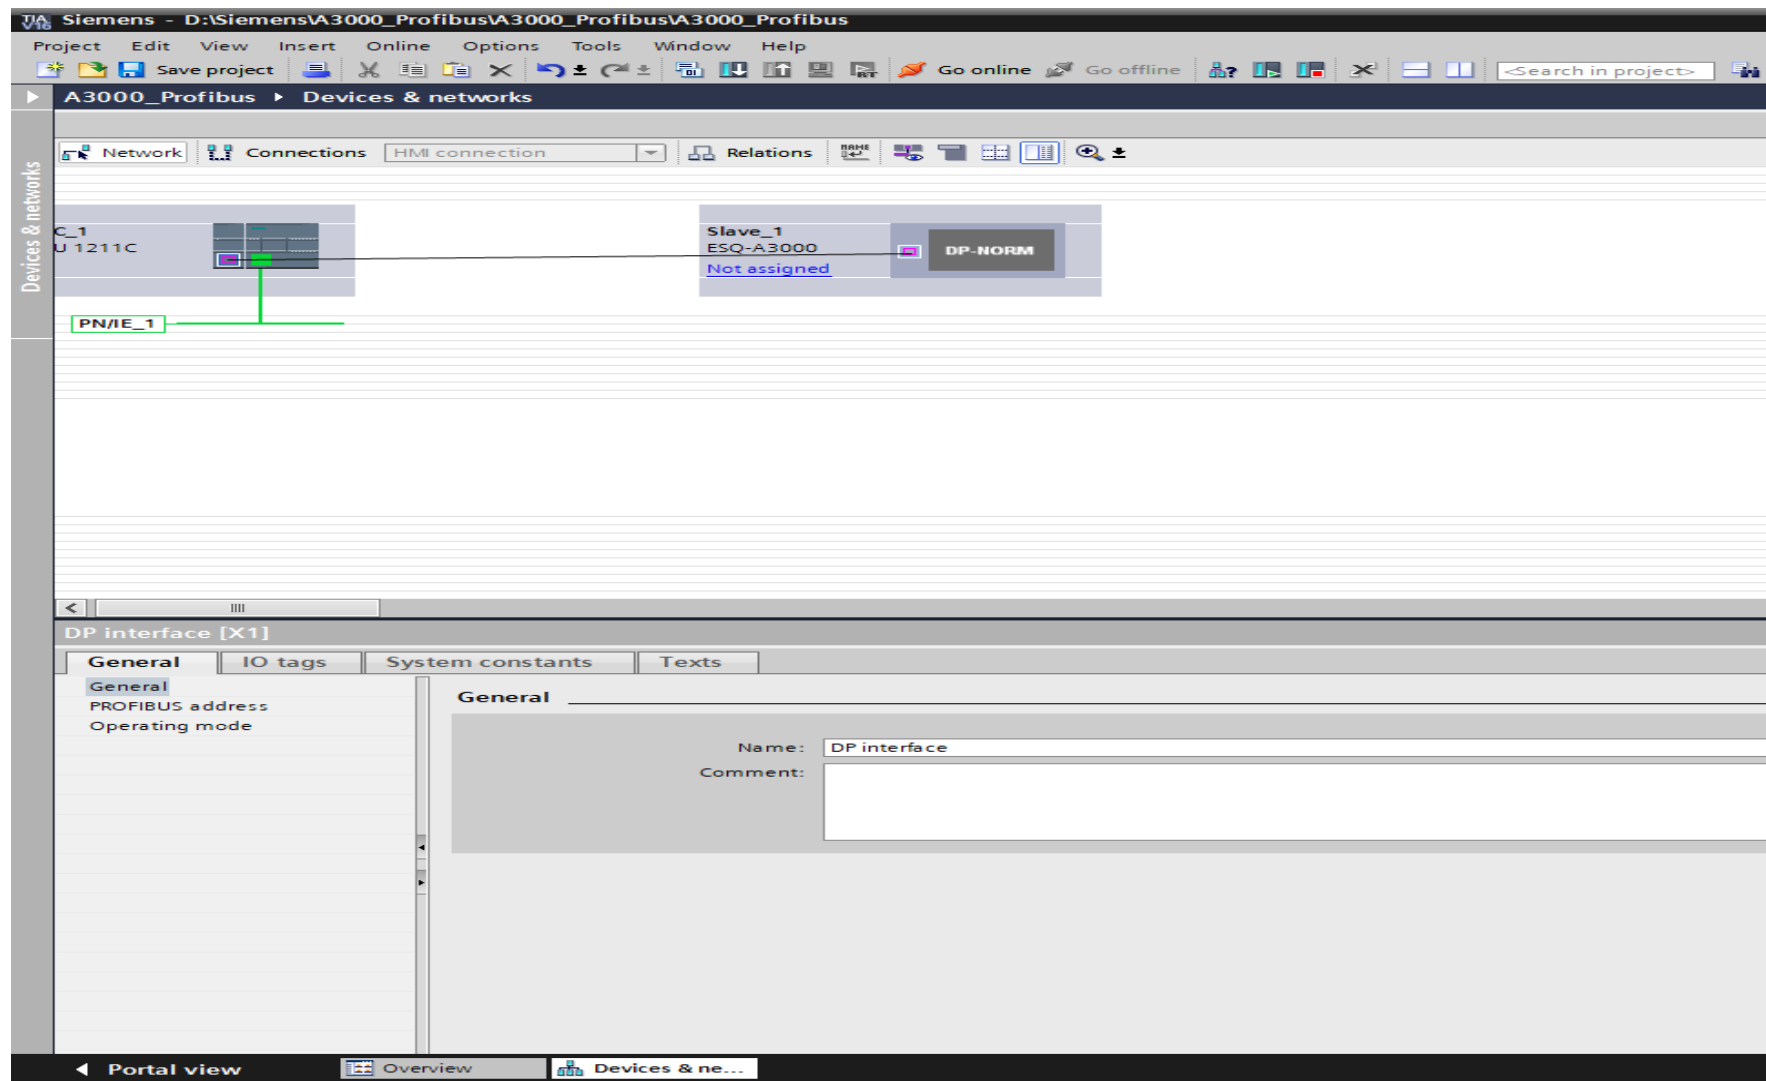 TIA V16 Siemens - D:\Siemens\A3000_Profibus\A3000_Profibus\A3000_Profibus
Project Edit View Insert Online Options Tools Window Help
Save project Go online Go offline <Search in project>
A3000_Profibus Devices & networks
Network Connections HMI connection Relations
Devices & networks
C_1
U 1211C
Slave_1
ESQ-A3000
Not assigned
DP-NORM
PN/IE_1
DP interface [X1]
General IO tags System constants Texts
General
PROFIBUS address
Operating mode
General
Name: DP interface
Comment:
Portal view Overview Devices & ne...